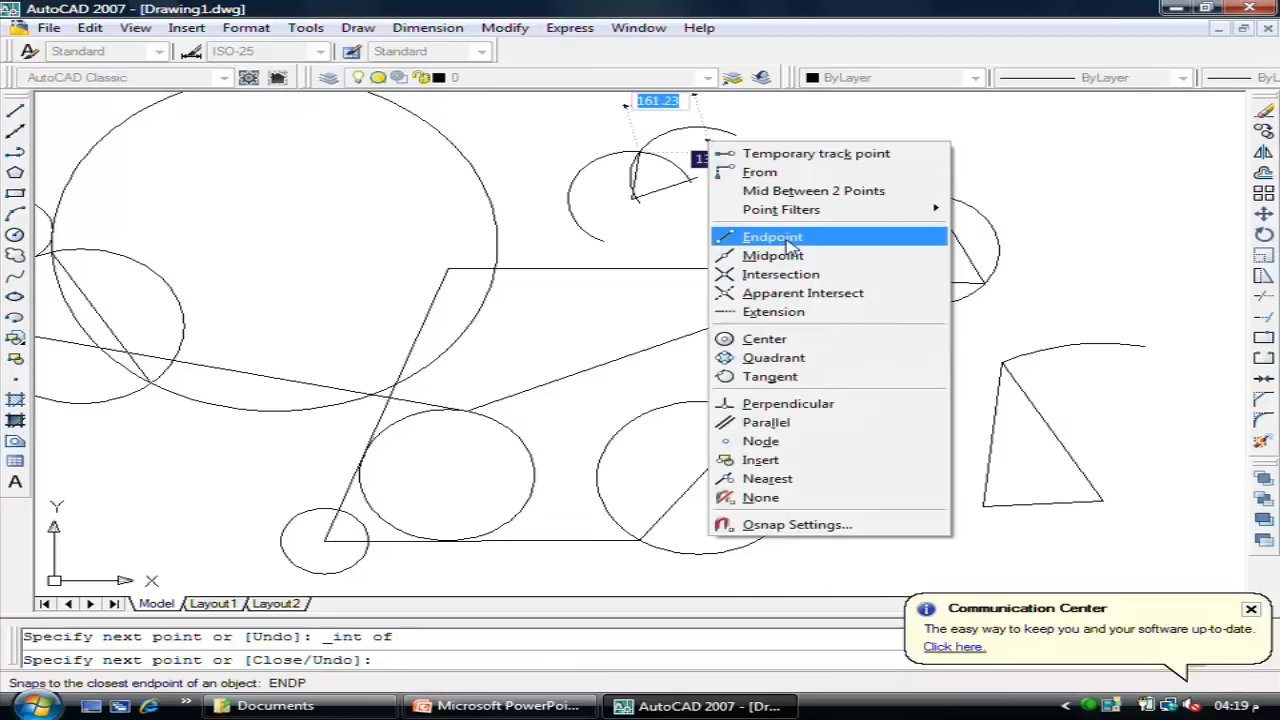 AutoCAD 2007 - [Drawing1.dwg]
File Edit View Insert Format Tools Draw Dimension Modify Express Window Help
Standard ISO-25 Standard
AutoCAD Classic 0 ByLayer ByLayer
161.23
13
Temporary track point
From
Mid Between 2 Points
Point Filters
Endpoint
Midpoint
Intersection
Apparent Intersect
Extension
Center
Quadrant
Tangent
Perpendicular
Parallel
Node
Insert
Nearest
None
Osnap Settings...
A
Y
X
Model Layout1 Layout2
Communication Center
The easy way to keep you and your software up-to-date.
Click here.
Specify next point or [Undo]: _int of
Specify next point or [Close/Undo]:
Snaps to the closest endpoint of an object: ENDP
Documents Microsoft PowerPoi... AutoCAD 2007 - [Dr... 04:19 م